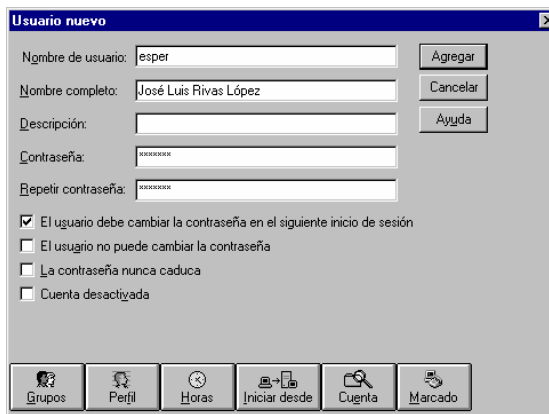 Usuario nuevo
Nombre de usuario: esper
Agregar
Nombre completo: José Luis Rivas López
Cancelar
Descripción:
Ayuda
Contraseña: *******
Repetir contraseña: *******
El usuario debe cambiar la contraseña en el siguiente inicio de sesión
El usuario no puede cambiar la contraseña
La contraseña nunca caduca
Cuenta desactivada
Grupos Perfil Horas Iniciar desde Cuenta Marcado